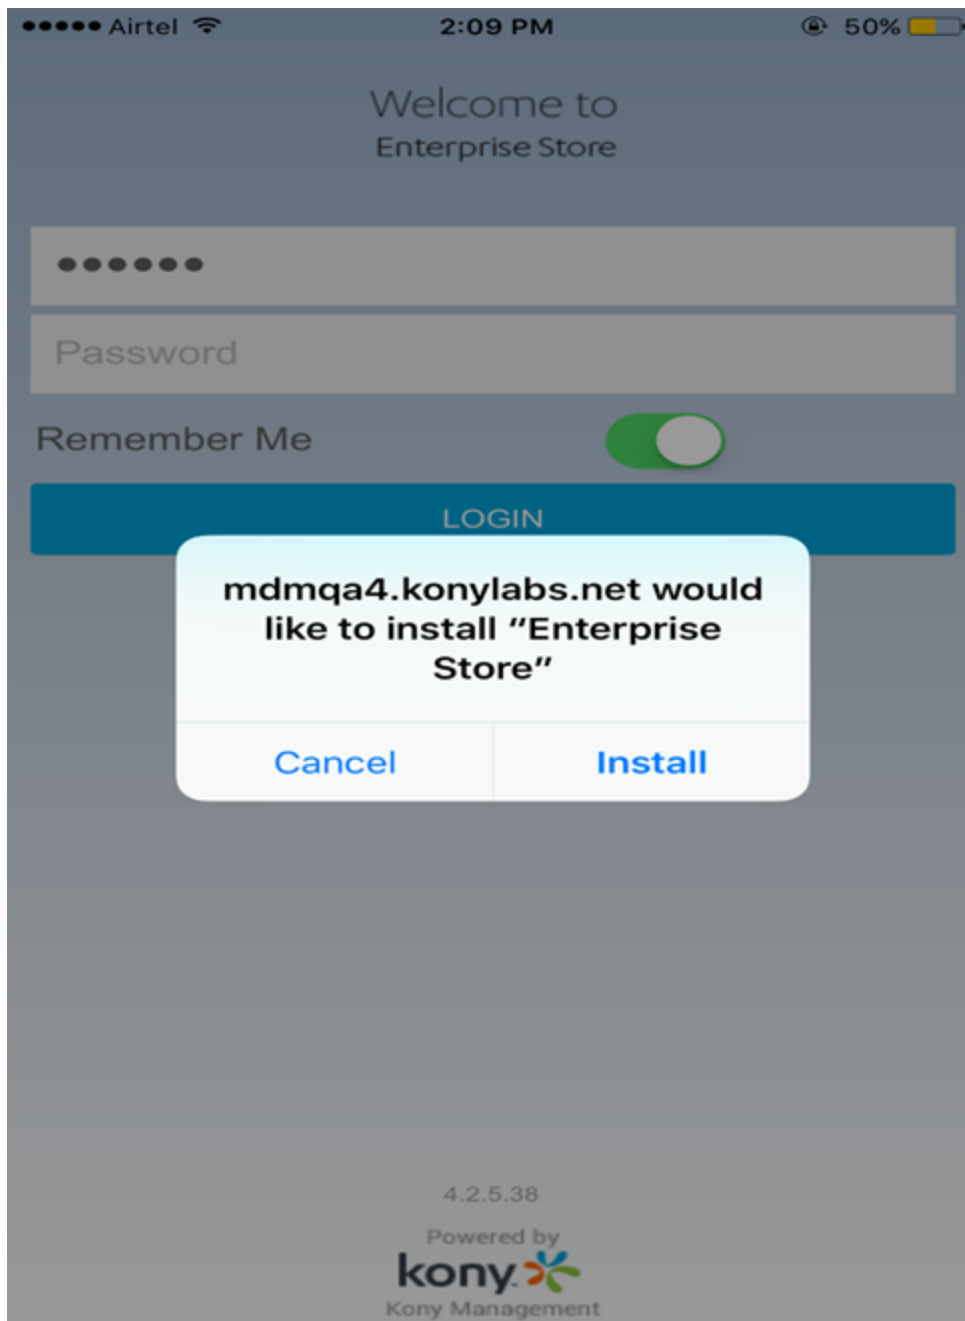 ●●●●● Airtel 2:09 PM 50%
Welcome to
Enterprise Store
●●●●●●
Password
Remember Me
LOGIN
mdmqa4.konylabs.net would
like to install “Enterprise
Store”
Cancel Install
4.2.5.38
Powered by
kony.
Kony Management